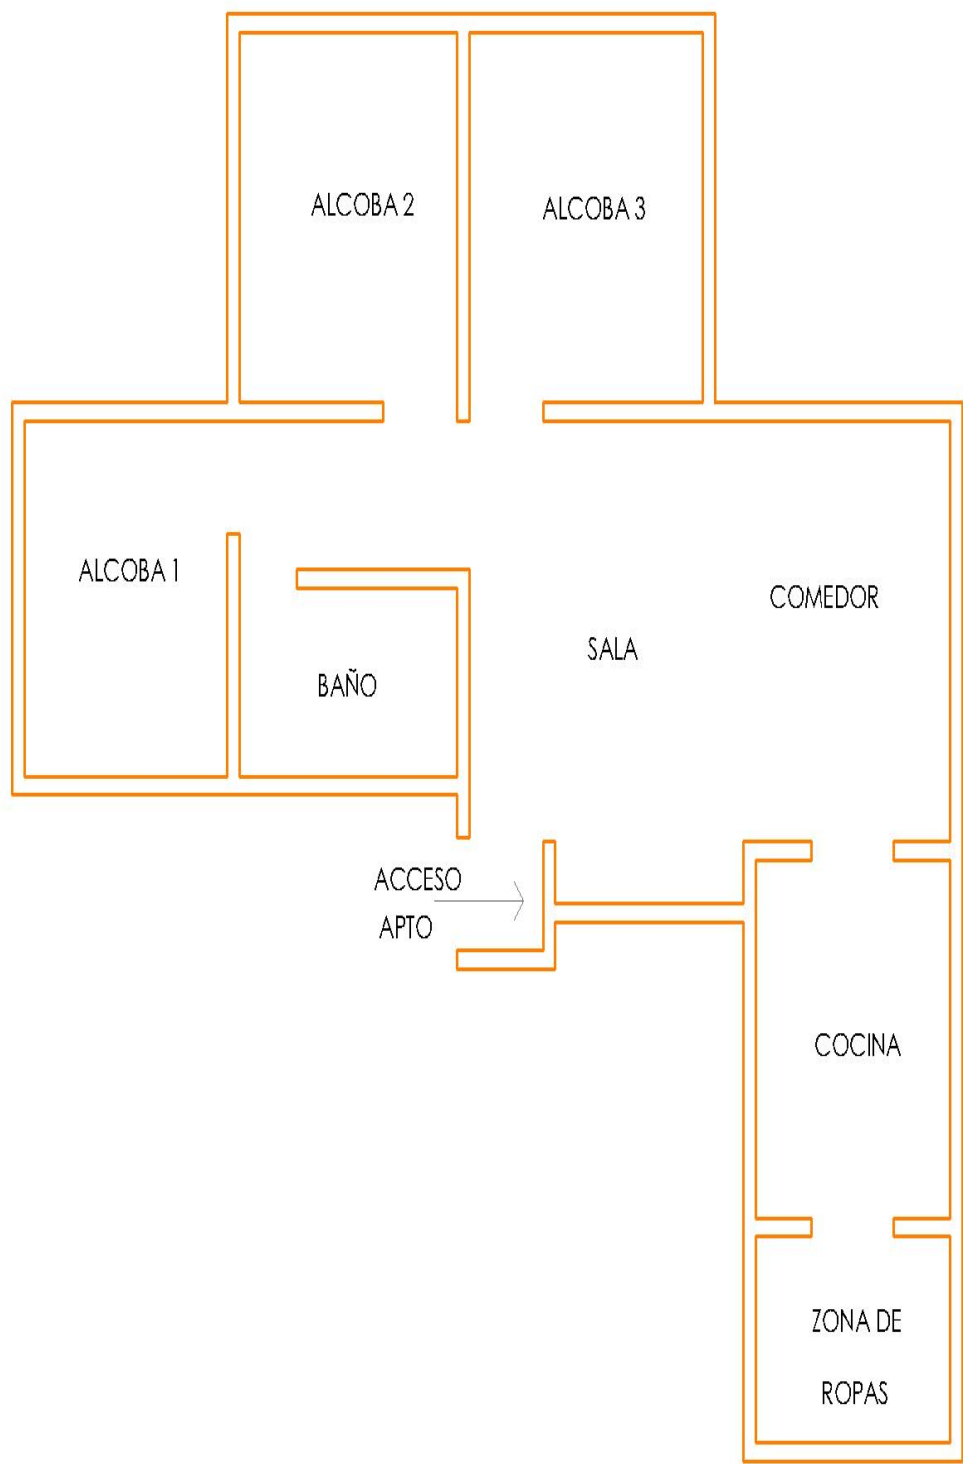 ALCOBA 2
ALCOBA 3
ALCOBA 1
COMEDOR
SALA
BAÑO
ACCESO
APTO
COCINA
ZONA DE
ROPAS